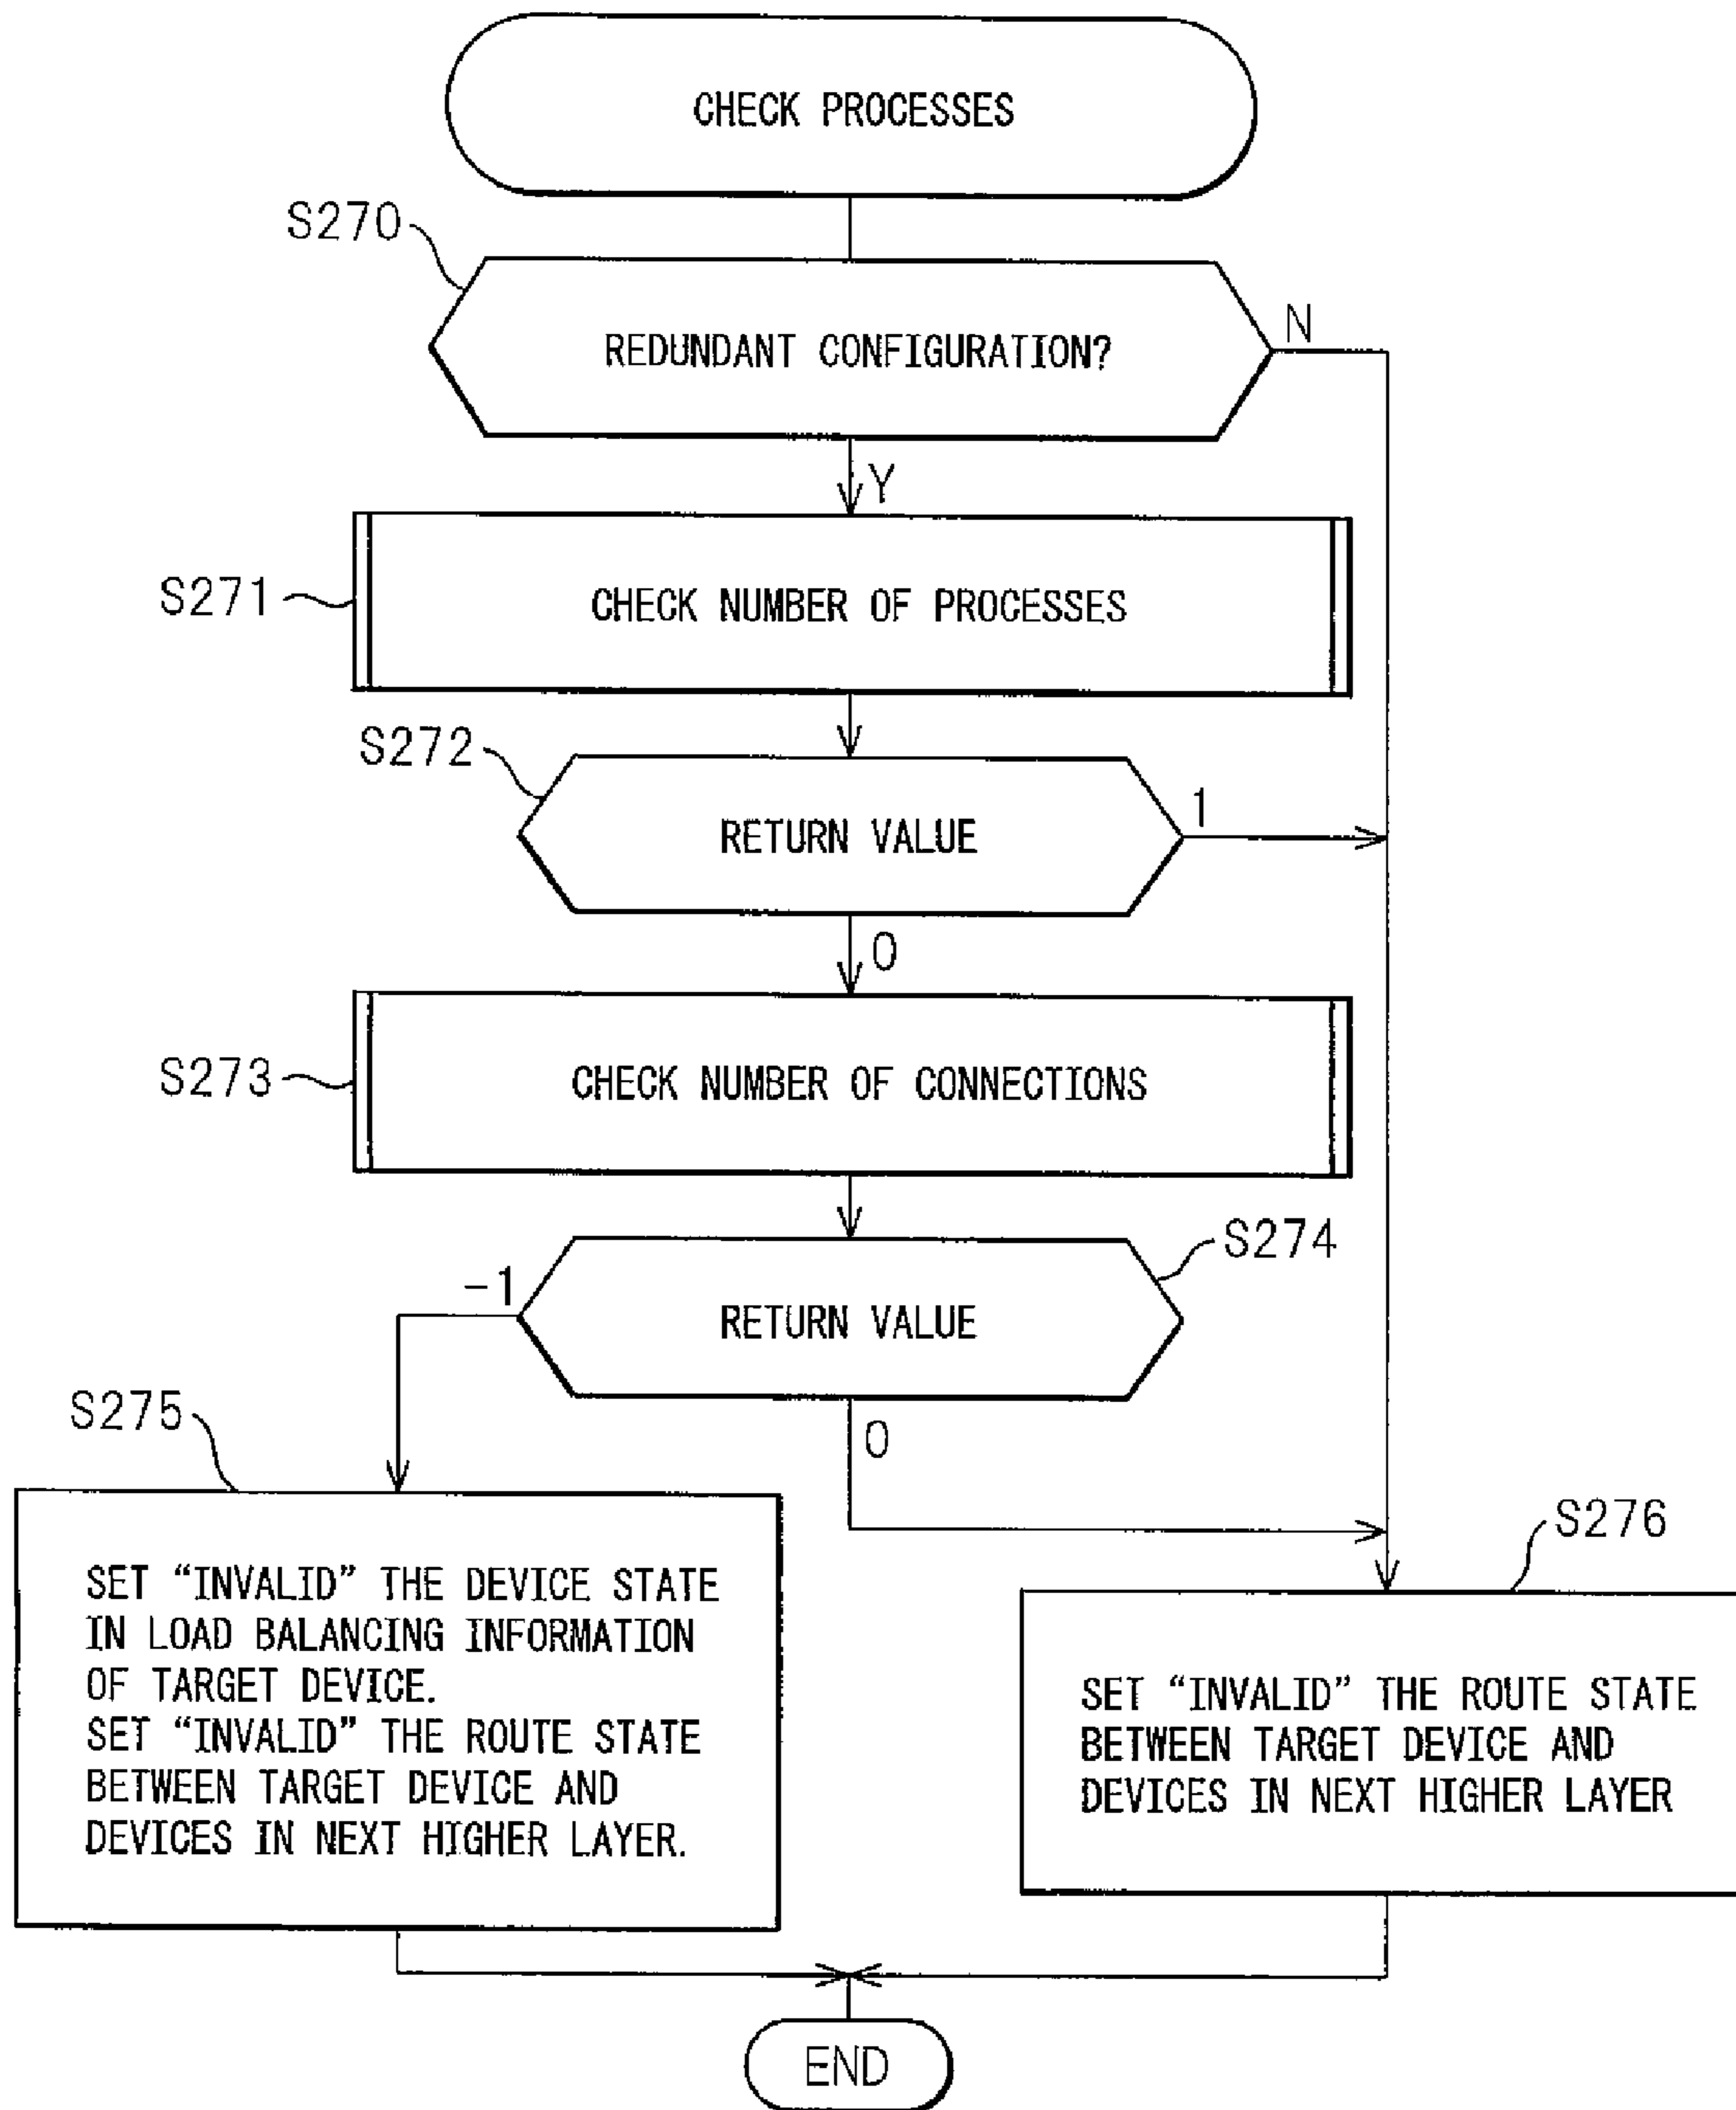 CHECK PROCESSES
S270
REDUNDANT CONFIGURATION?
N
Y
S271
CHECK NUMBER OF PROCESSES
S272
RETURN VALUE
1
0
S273
CHECK NUMBER OF CONNECTIONS
S274
-1
RETURN VALUE
0
S275
SET “INVALID” THE DEVICE STATE
IN LOAD BALANCING INFORMATION
OF TARGET DEVICE.
SET “INVALID” THE ROUTE STATE
BETWEEN TARGET DEVICE AND
DEVICES IN NEXT HIGHER LAYER.
S276
SET “INVALID” THE ROUTE STATE
BETWEEN TARGET DEVICE AND
DEVICES IN NEXT HIGHER LAYER
END